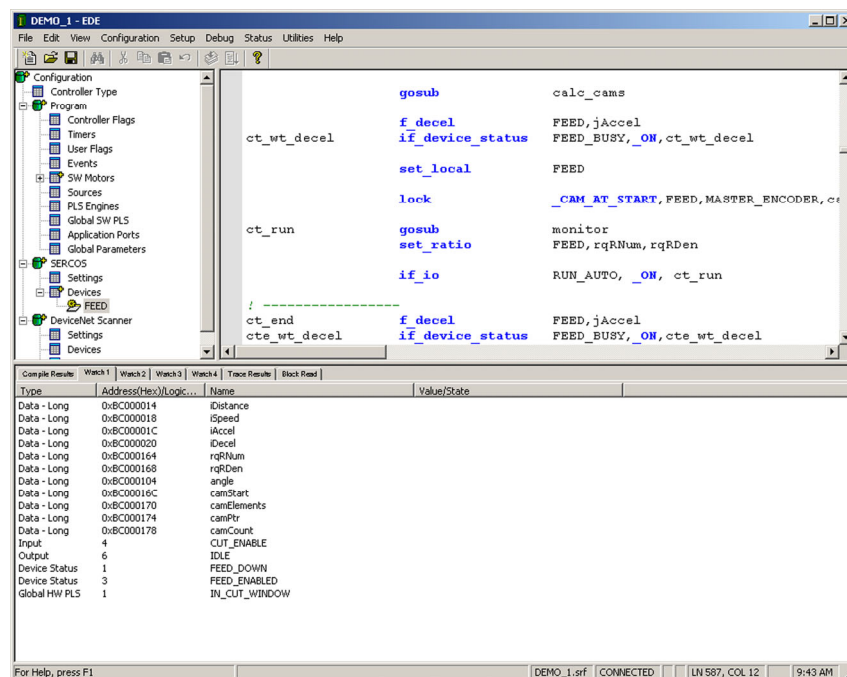 DEMO_1 - EDE
File Edit View Configuration Setup Debug Status Utilities Help
Configuration
Controller Type
Program
Controller Flags
Timers
User Flags
Events
SW Motors
Sources
PLS Engines
Global SW PLS
Application Ports
Global Parameters
SERCOS
Settings
Devices
FEED
DeviceNet Scanner
Settings
Devices
gosub calc_cams
f_decel FEED,jAccel
ct_wt_decel if_device_status FEED_BUSY,_ON,ct_wt_decel
set_local FEED
lock _CAM_AT_START,FEED,MASTER_ENCODER,ca
ct_run gosub monitor
set_ratio FEED,rqRNum,rqRDen
if_io RUN_AUTO, _ON, ct_run
! ------------------
ct_end f_decel FEED,jAccel
cte_wt_decel if_device_status FEED_BUSY,_ON,cte_wt_decel
Compile Results Watch 1 Watch 2 Watch 3 Watch 4 Trace Results Block Read
Type Address(Hex)/Logic... Name Value/State
Data - Long 0xBC000014 iDistance
Data - Long 0xBC000018 iSpeed
Data - Long 0xBC00001C iAccel
Data - Long 0xBC000020 iDecel
Data - Long 0xBC000164 rqRNum
Data - Long 0xBC000168 rqRDen
Data - Long 0xBC000104 angle
Data - Long 0xBC00016C camStart
Data - Long 0xBC000170 camElements
Data - Long 0xBC000174 camPtr
Data - Long 0xBC000178 camCount
Input 4 CUT_ENABLE
Output 6 IDLE
Device Status 1 FEED_DOWN
Device Status 3 FEED_ENABLED
Global HW PLS 1 IN_CUT_WINDOW
For Help, press F1 DEMO_1.srf CONNECTED LN 587, COL 12 9:43 AM